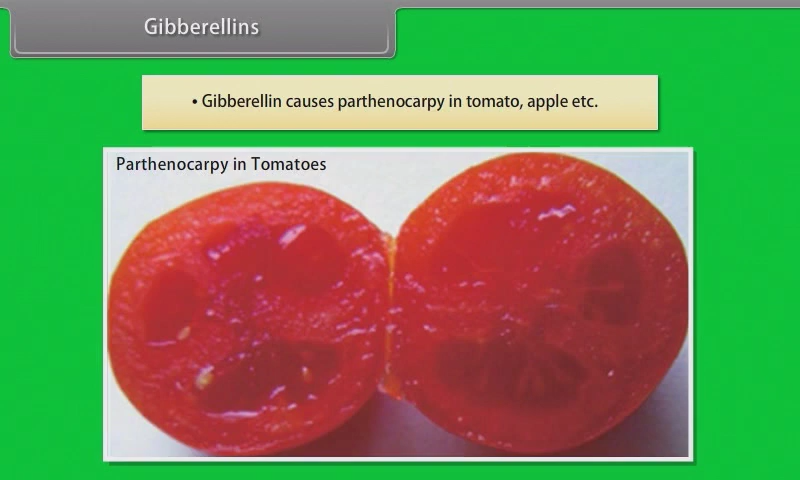 Gibberellins
• Gibberellin causes parthenocarpy in tomato, apple etc.
Parthenocarpy in Tomatoes